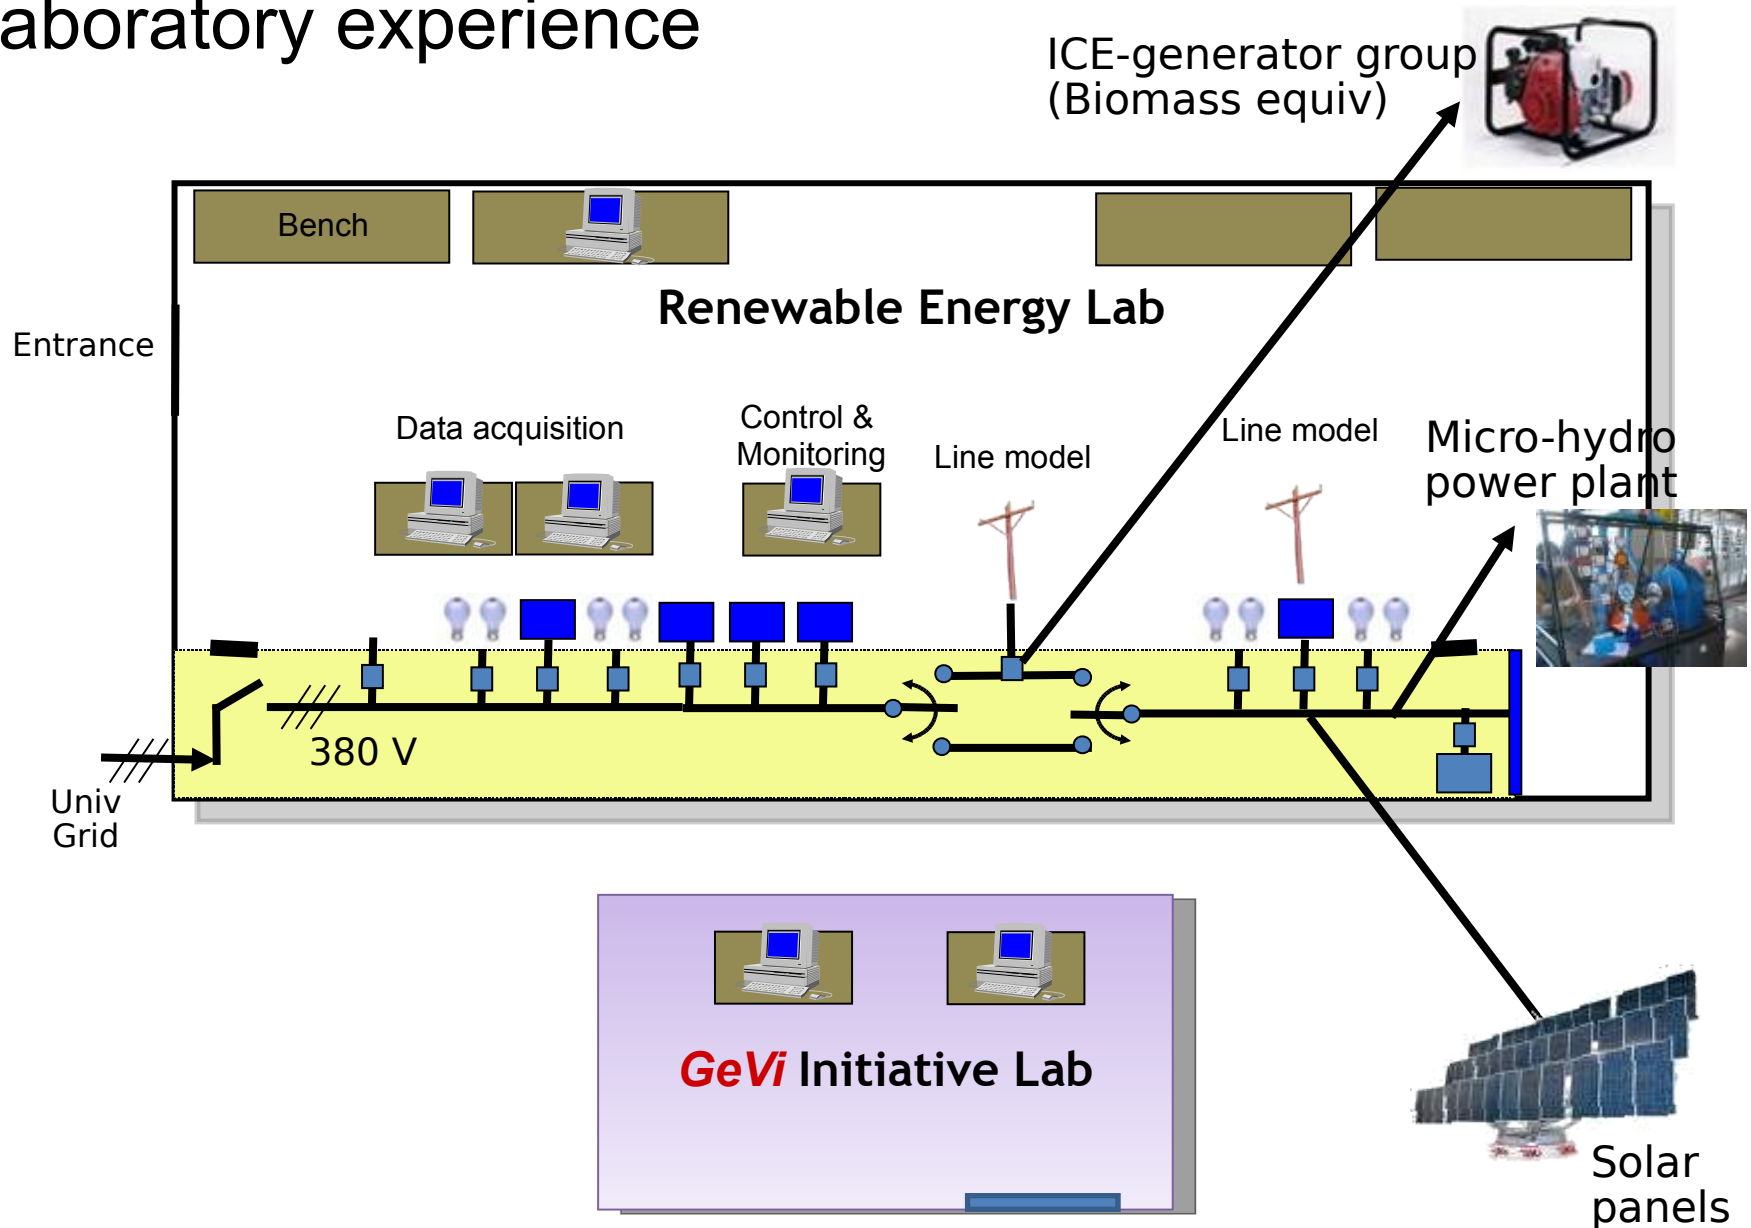 aboratory experience
ICE-generator group
(Biomass equiv)
Bench
Renewable Energy Lab
Entrance
Data acquisition
Control &
Monitoring
Line model
Line model
Micro-hydro
power plant
380 V
Univ
Grid
GeVi Initiative Lab
Solar
panels